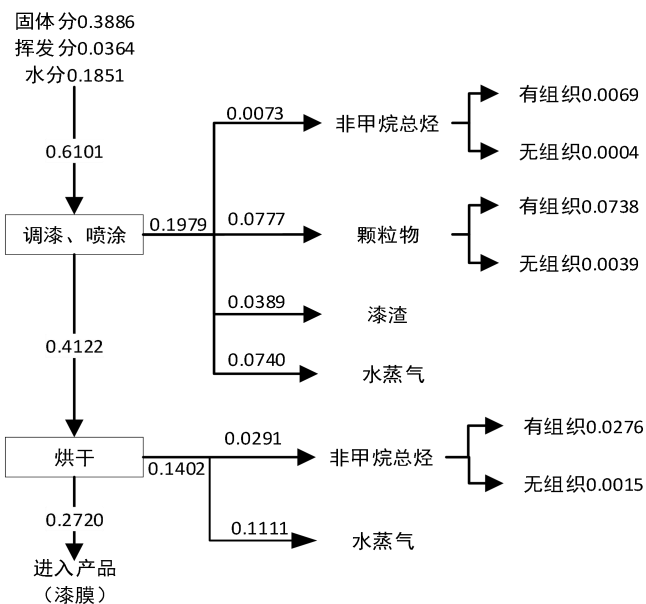 固体分0.3886
挥发分0.0364
水分0.1851
0.6101
调漆、喷涂
0.1979
0.0073
非甲烷总烃
有组织0.0069
无组织0.0004
0.0777
颗粒物
有组织0.0738
无组织0.0039
0.0389
漆渣
0.0740
水蒸气
0.4122
烘干
0.1402
0.0291
非甲烷总烃
有组织0.0276
无组织0.0015
0.1111
水蒸气
0.2720
进入产品
（漆膜）